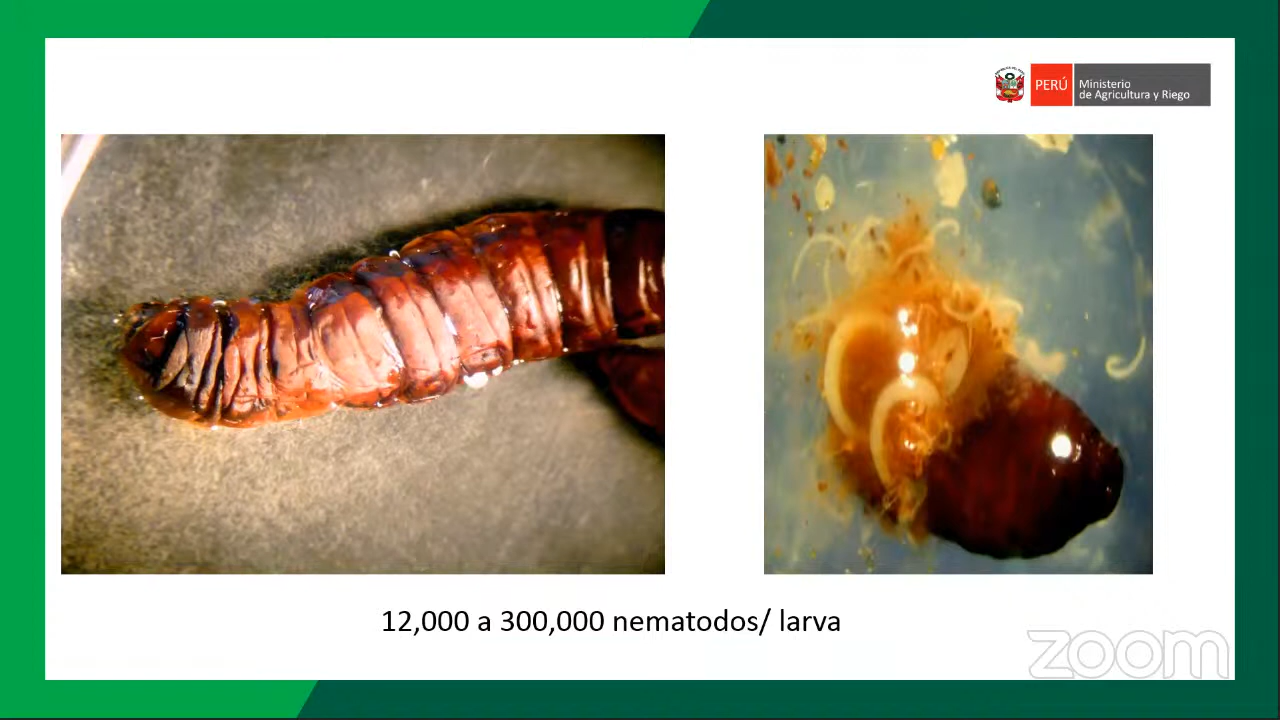 PERÚ
Ministerio
de Agricultura y Riego
12,000 a 300,000 nematodos/ larva
zoom